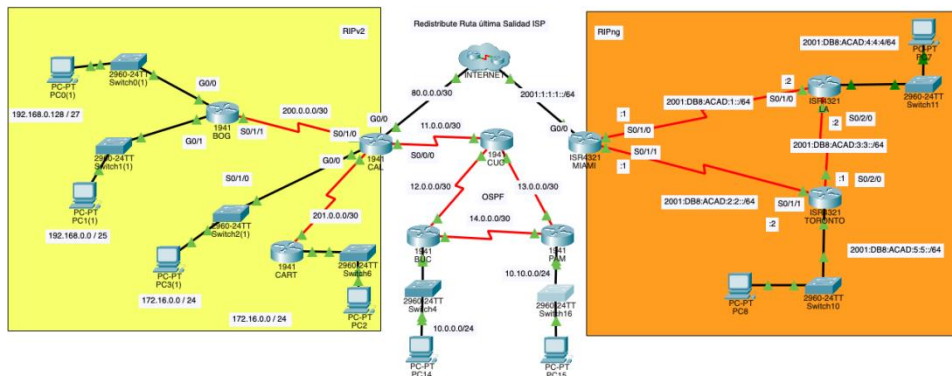 Redistribute Ruta última Salidad ISP
RIPv2
PC-PT
PC0(1)
2960-24TT
Switch0(1)
G0/0
192.168.0.128 / 27
1941
BOG
G0/1
S0/1/1
200.0.0.0/30
2960-24TT
Switch1(1)
PC-PT
PC1(1)
192.168.0.0 / 25
G0/0
S0/1/0
S0/1/0
G0/0
1941
CAL
S0/0/0
2960-24TT
Switch2(1)
PC-PT
PC3(1)
172.16.0.0 / 24
201.0.0.0/30
1941
CART
2960-24TT
Switch6
PC-PT
PC2
172.16.0.0 / 24
INTERNET
80.0.0.0/30
2001:1:1:1::/64
G0/0
11.0.0.0/30
1941
CUC
12.0.0.0/30
13.0.0.0/30
OSPF
14.0.0.0/30
1941
BUC
1941
PAM
10.10.0.0/24
2960-24TT
Switch4
2960-24TT
Switch16
10.0.0.0/24
PC-PT
PC14
PC-PT
PC15
RIPng
ISR4321
MIAMI
:1
S0/1/0
2001:DB8:ACAD:1::/64
:2
S0/1/0
ISR4321
LA
2001:DB8:ACAD:4:4:4/64
PC-PT
PC7
2960-24TT
Switch11
S0/2/0
:2
2001:DB8:ACAD:3:3::/64
S0/1/1
:1
2001:DB8:ACAD:2:2::/64
:1
S0/2/0
S0/1/1
:2
ISR4321
TORONTO
2001:DB8:ACAD:5:5::/64
PC-PT
PC8
2960-24TT
Switch10